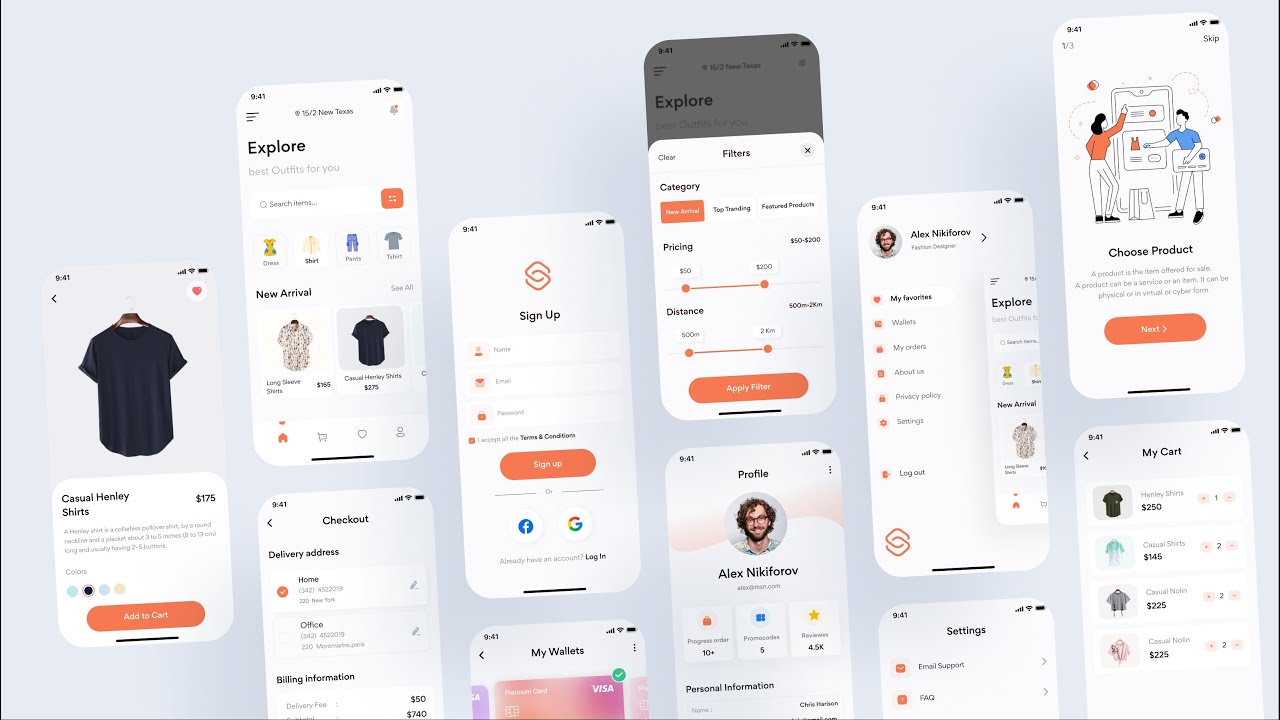 9:41
Casual Henley
Shirts
$175
A Henley shirt is a collarless pullover shirt, by a round
neckline and a placket about 3 to 5 inches (8 to 13 cm)
long and usually having 2-5 buttons.
Colors
Add to Cart
9:41
15/2 New Texas
Explore
best Outfits for you
Search items...
Dress
Shirt
Pants
Tshirt
New Arrival
See All
Long Sleeve
Shirts
$165
Casual Henley Shirts
$275
C
9:41
Checkout
Delivery address
Home
(342) 4522019
220 New York
Office
(342) 4522019
220 Montmartre,paris
Billing information
Delivery Fee :
$50
Subtotal :
$740
9:41
Sign Up
Name
Email
Password
I accept all the Terms & Conditions
Sign up
Or
Already have an account? Log In
9:41
My Wallets
VISA
Platinum Card
VISA
9:41
15/2 New Texas
Explore
best Outfits for you
Clear
Filters
Category
New Arrival
Top Tranding
Featured Products
Pricing
$50-$200
$50
$200
Distance
500m-2Km
500m
2 Km
Apply Filter
9:41
Profile
Alex Nikiforov
alex@msn.com
Progress order
10+
Promocodes
5
Reviewes
4.5K
Personal Information
Name :
Chris Harison
9:41
Alex Nikiforov
Fashion Designer
My favorites
Wallets
My orders
About us
Privacy policy
Settings
Log out
15/2
Explore
best Outfits for
Search items...
Dress
Shirt
New Arrival
Long Sleeve
Shirts
9:41
Settings
Email Support
FAQ
9:41
1/3
Skip
Choose Product
A product is the item offered for sale.
A product can be a service or an item. It can be
physical or in virtual or cyber form
Next
9:41
My Cart
Henley Shirts
$250
+ 1 −
Casual Shirts
$145
+ 2 −
Casual Nolin
$225
+ 2 −
Casual Nolin
$225
+ 2 −